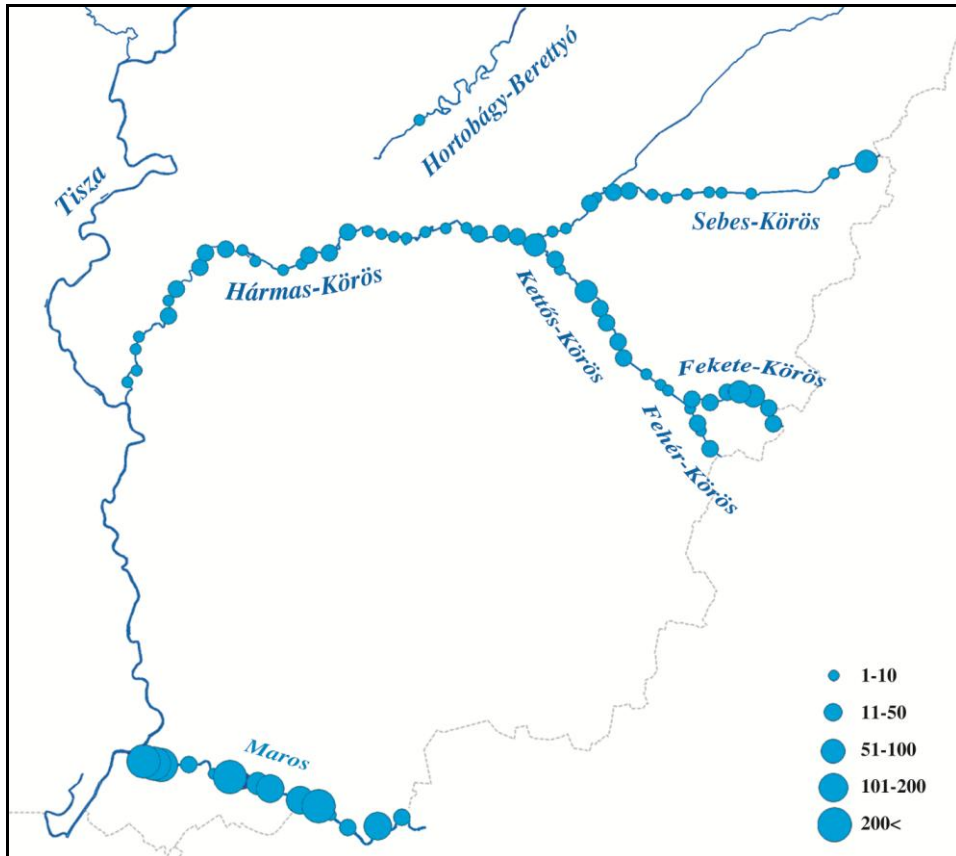 Tisza
Hortobágy-Berettyó
Sebes-Körös
Hármas-Körös
Kettős-Körös
Fekete-Körös
Fehér-Körös
Maros
1-10
11-50
51-100
101-200
200<